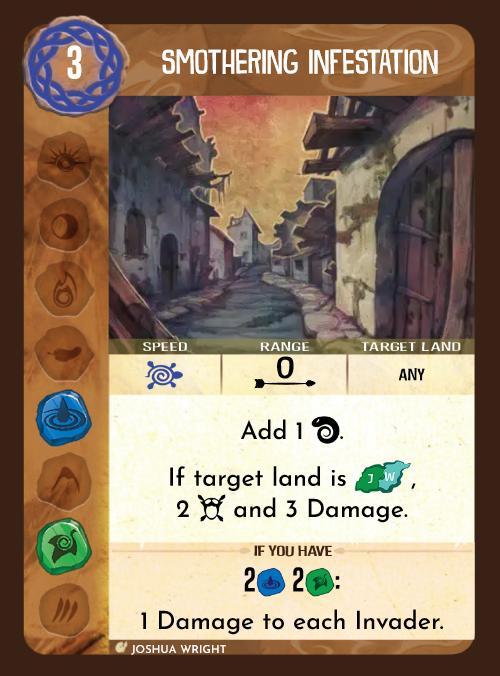 3
SMOTHERING INFESTATION
SPEED RANGE TARGET LAND
0 ANY
Add 1 .
If target land is J W ,
2 and 3 Damage.
IF YOU HAVE
2 2 :
1 Damage to each Invader.
JOSHUA WRIGHT